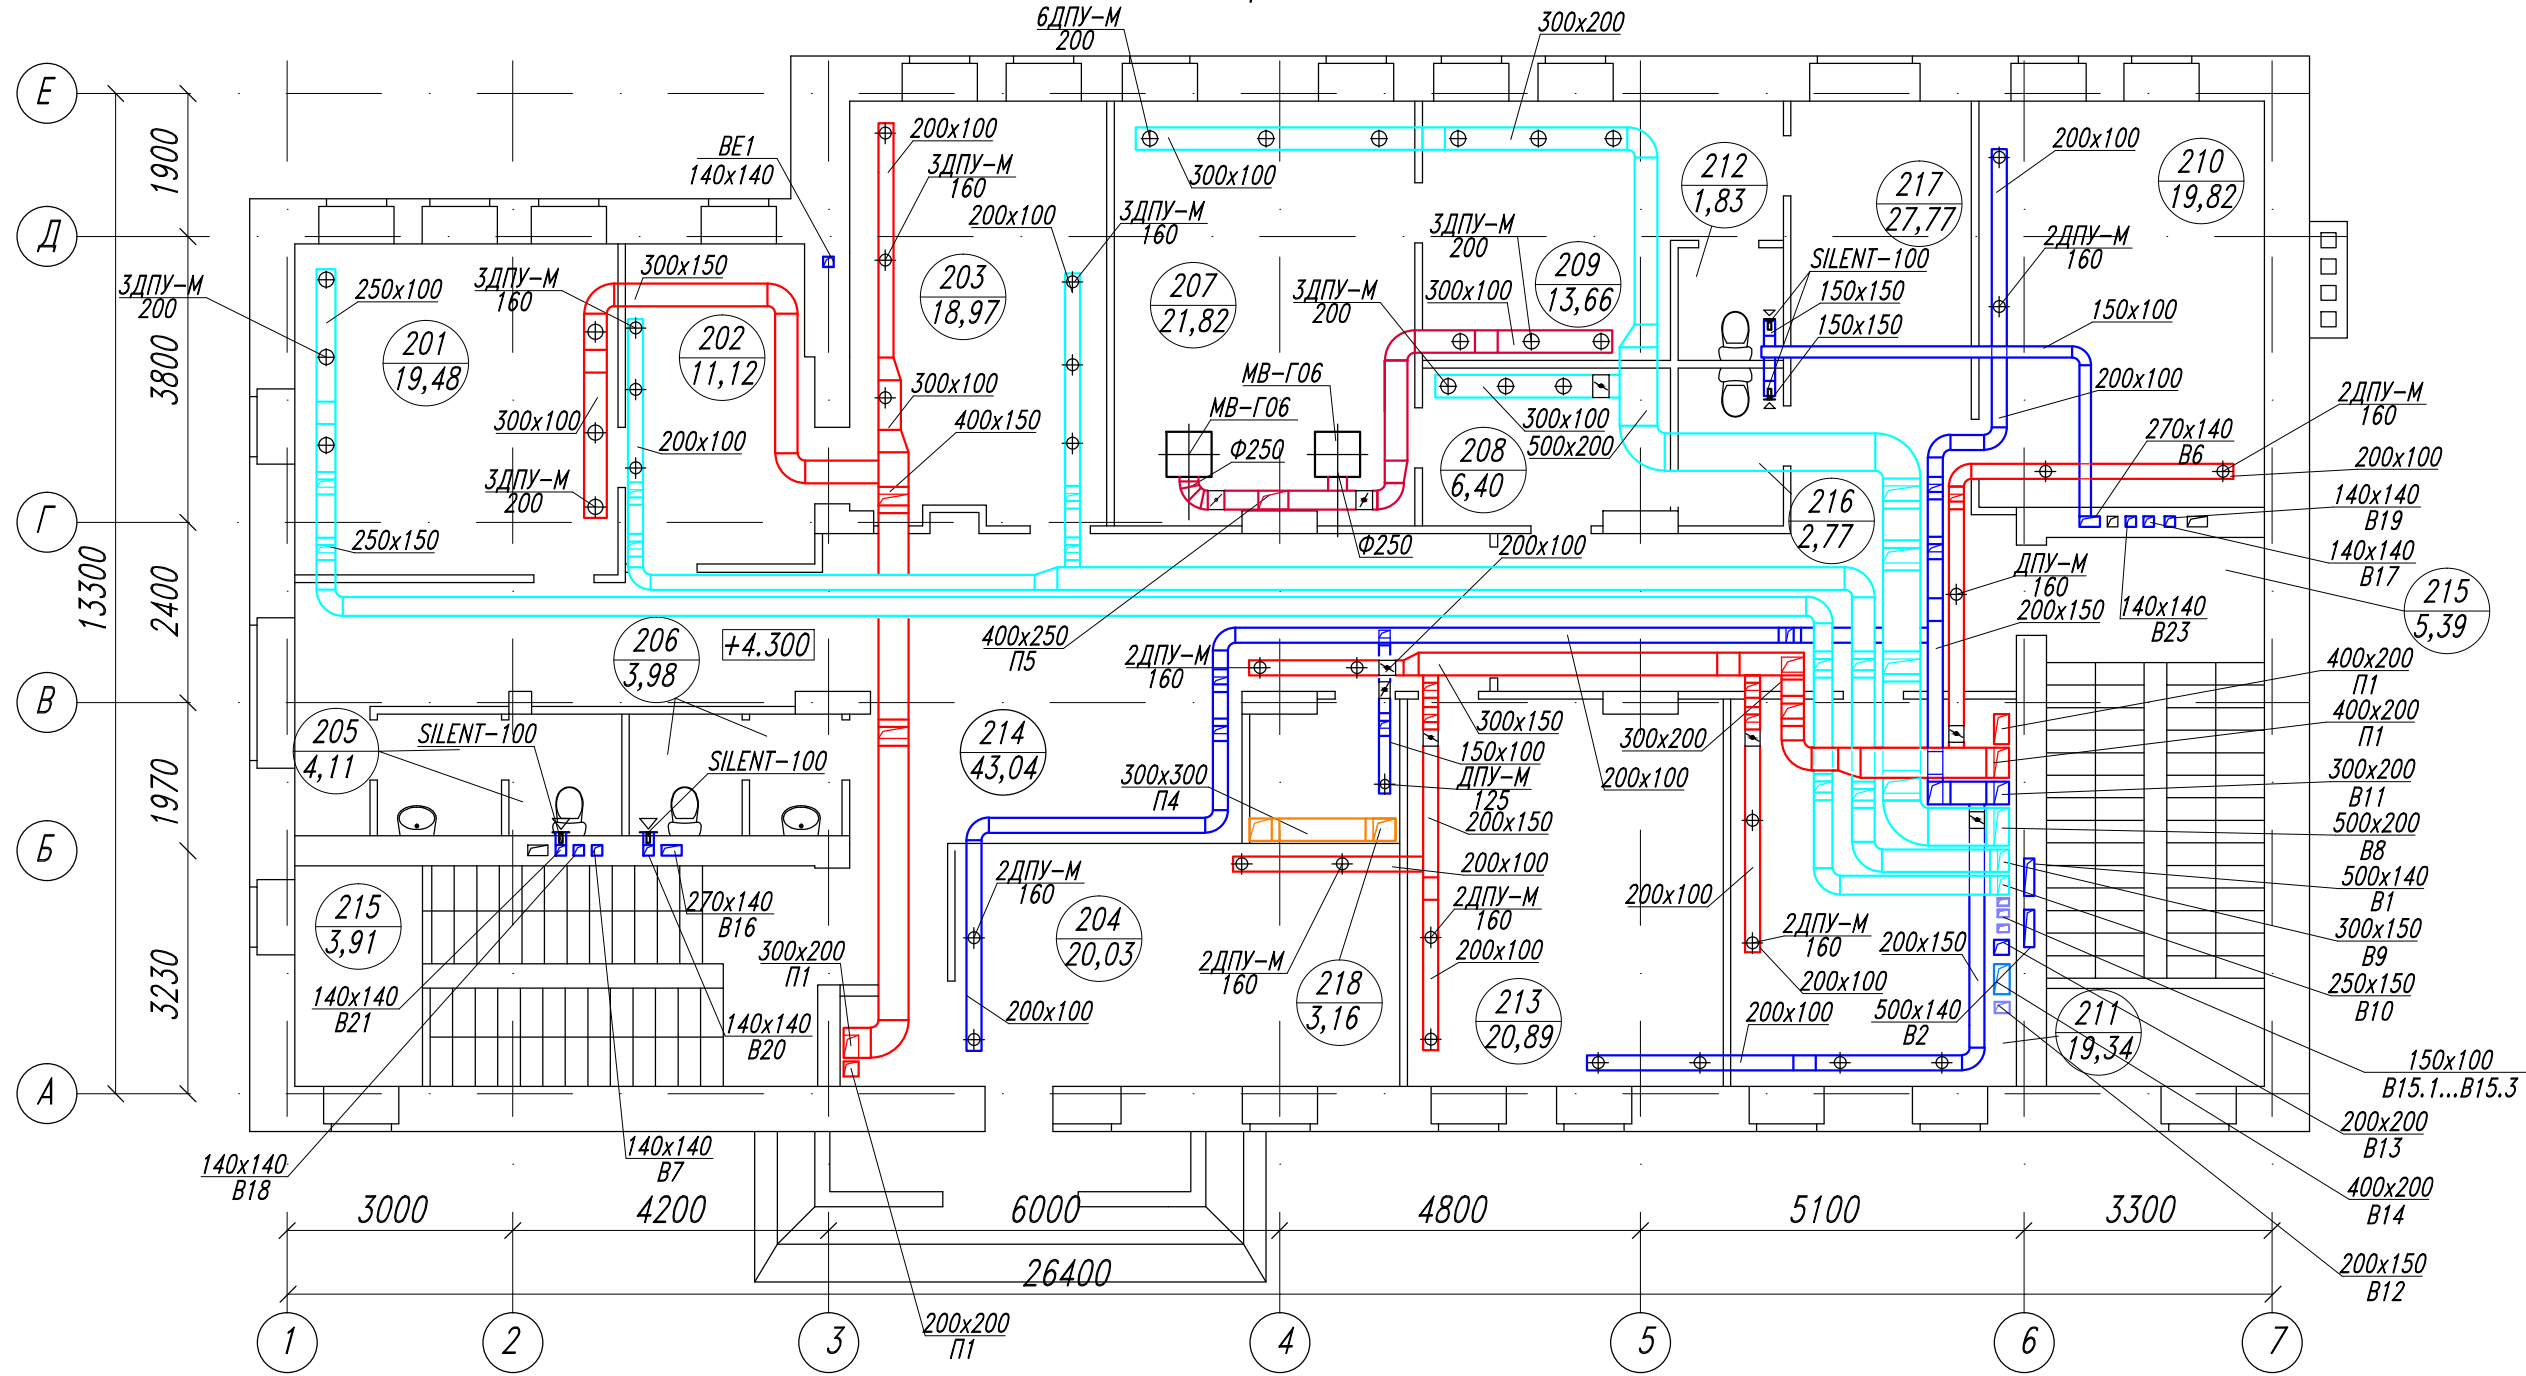 6ДПУ-М
200
300x200
Е
1900
ВЕ1
140x140
200x100
3ДПУ-М
160
300x100
212
1,83
217
27,77
200x100
210
19,82
Д
3ДПУ-М
200
250x100
3ДПУ-М
160
300x150
200x100
3ДПУ-М
160
3ДПУ-М
200
2ДПУ-М
160
SILENT-100
150x150
150x150
150x100
201
19,48
202
11,12
203
18,97
207
21,82
209
13,66
3ДПУ-М
200
300x100
3800
300x100
200x100
300x100
400x150
МВ-Г06
МВ-Г06
Ф250
300x100
500x200
200x100
2ДПУ-М
160
270x140
В6
200x100
3ДПУ-М
200
208
6,40
216
2,77
140x140
В19
140x140
В17
Г
250x150
Ф250
200x100
ДПУ-М
160
200x150
140x140
В23
215
5,39
13300
2400
206
3,98
+4.300
400x250
П5
2ДПУ-М
160
400x200
П1
400x200
П1
В
205
4,11
SILENT-100
SILENT-100
214
43,04
300x150
150x100
ДПУ-М
125
300x200
200x100
300x300
П4
300x200
В11
500x200
В8
19970
Б
200x150
200x100
2ДПУ-М
160
270x140
В16
2ДПУ-М
160
200x100
500x140
В1
300x150
В9
250x150
В10
215
3,91
204
20,03
2ДПУ-М
160
200x150
300x200
П1
2ДПУ-М
160
200x100
200x100
3230
140x140
В21
140x140
В20
200x100
218
3,16
213
20,89
200x100
500x140
В2
211
19,34
150x100
В15.1...В15.3
А
200x200
В13
140x140
В18
140x140
В7
400x200
В14
3000
4200
6000
4800
5100
3300
200x150
В12
26400
200x200
П1
1
2
3
4
5
6
7